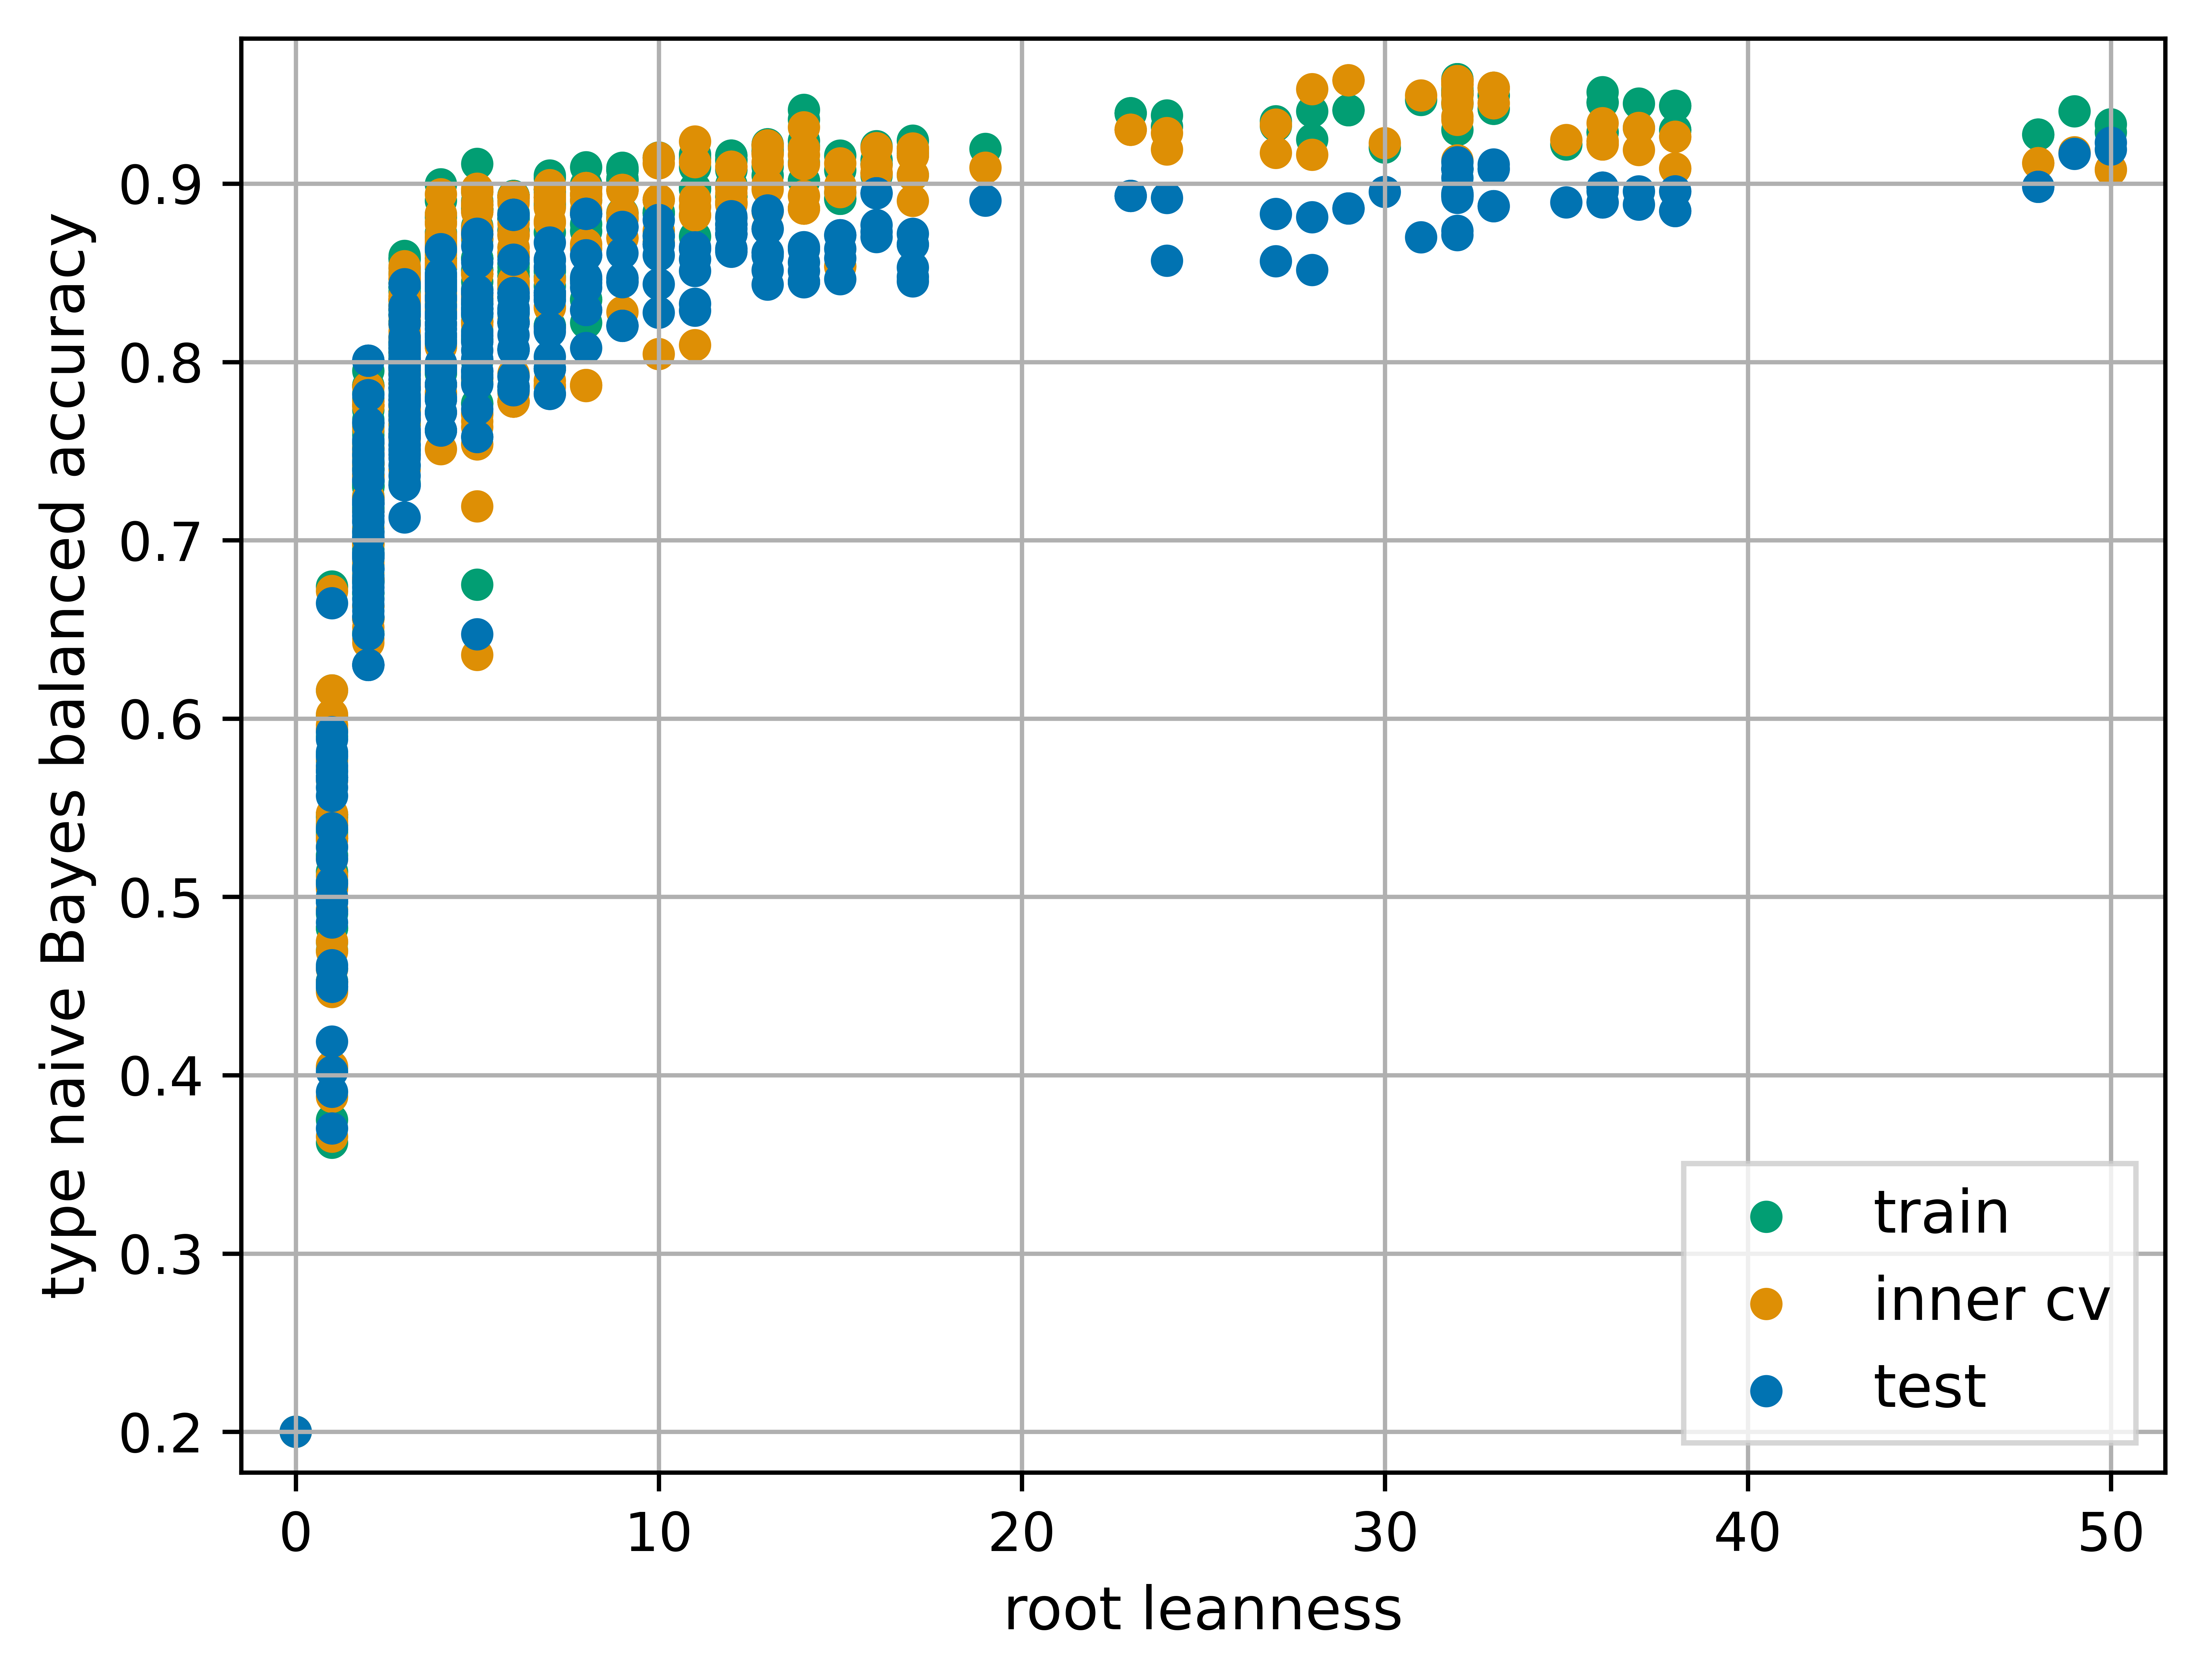 type naive Bayes balanced accuracy
0.9
0.8
0.7
0.6
0.5
0.4
0.3
0.2
train
inner cv
test
0 10 20 30 40 50
root leanness